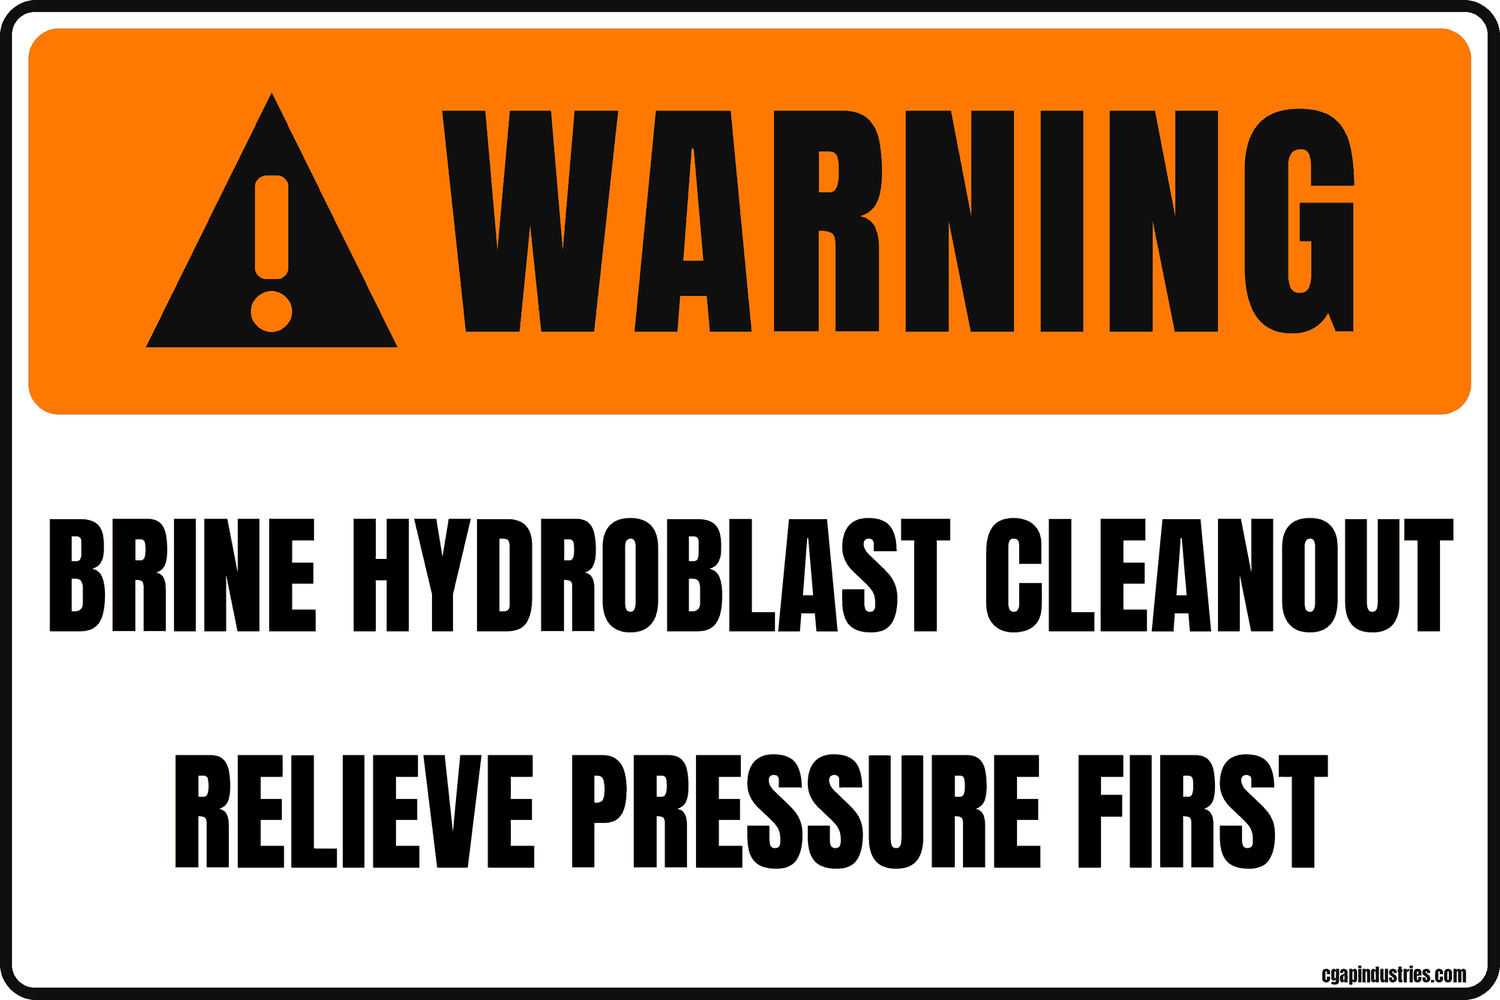 WARNING
BRINE HYDROBLAST CLEANOUT
RELIEVE PRESSURE FIRST
cgapindustries.com